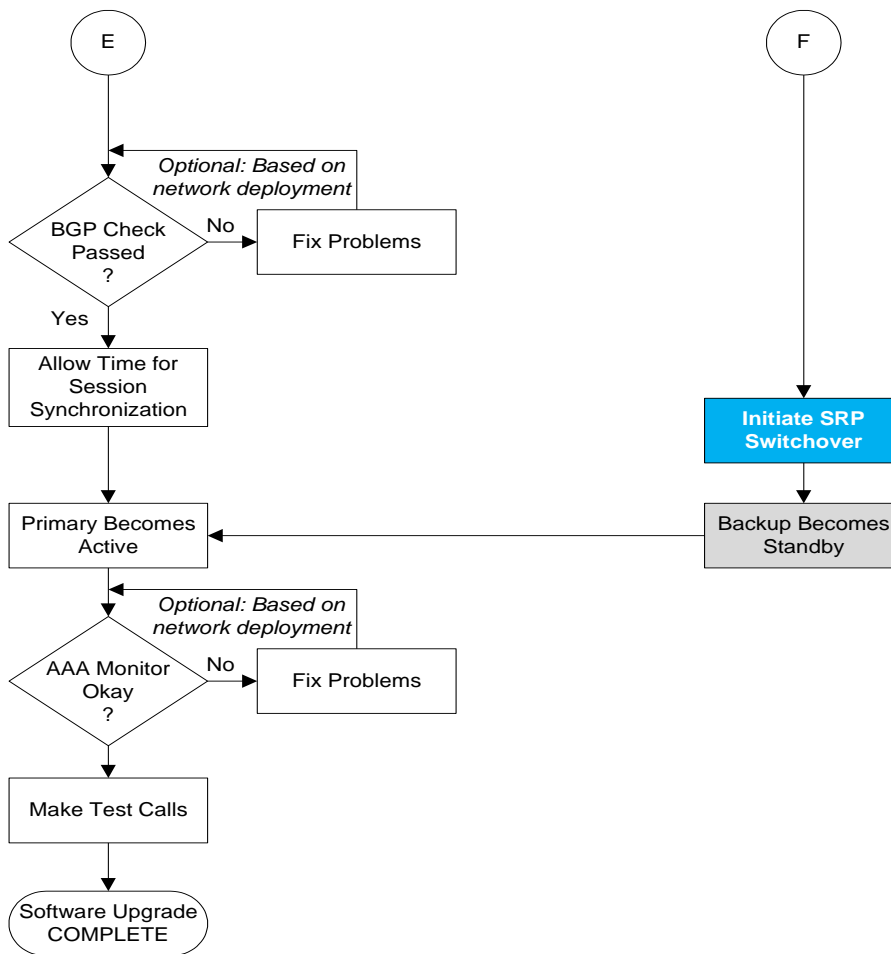 E
F
Optional: Based on
network deployment
BGP Check
Passed
?
No
Fix Problems
Yes
Allow Time for
Session
Synchronization
Initiate SRP
Switchover
Primary Becomes
Active
Backup Becomes
Standby
Optional: Based on
network deployment
AAA Monitor
Okay
?
No
Fix Problems
Make Test Calls
Software Upgrade
COMPLETE